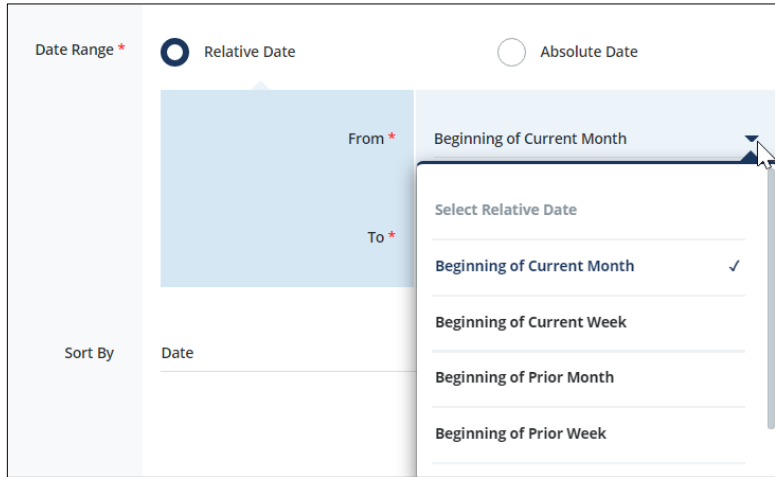 Date Range *
Relative Date
Absolute Date
From *
Beginning of Current Month
Select Relative Date
To *
Beginning of Current Month
Beginning of Current Week
Sort By
Date
Beginning of Prior Month
Beginning of Prior Week